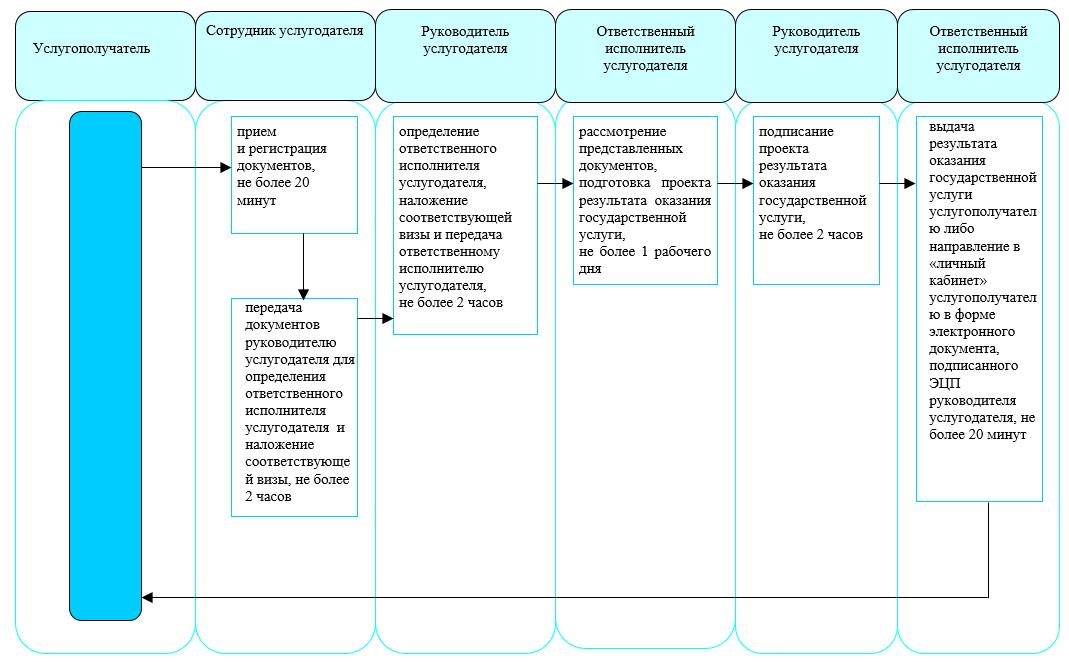 Услугополучатель
Сотрудник услугодателя
Руководитель
услугодателя
Ответственный
исполнитель
услугодателя
Руководитель
услугодателя
Ответственный
исполнитель
услугодателя
прием
и регистрация
документов,
не более 20
минут
передача
документов
руководителю
услугодателя для
определения
ответственного
исполнителя
услугодателя и
наложение
соответствующе
й визы, не более
2 часов
определение
ответственного
исполнителя
услугодателя,
наложение
соответствующей
визы и передача
ответственному
исполнителю
услугодателя,
не более 2 часов
рассмотрение
представленных
документов,
подготовка проекта
результата оказания
государственной
услуги,
не более 1 рабочего
дня
подписание
проекта
результата
оказания
государственной
услуги,
не более 2 часов
выдача
результата
оказания
государственной
услуги
услугополучател
ю либо
направление в
«личный
кабинет»
услугополучател
ю в форме
электронного
документа,
подписанного
ЭЦП
руководителя
услугодателя, не
более 20 минут